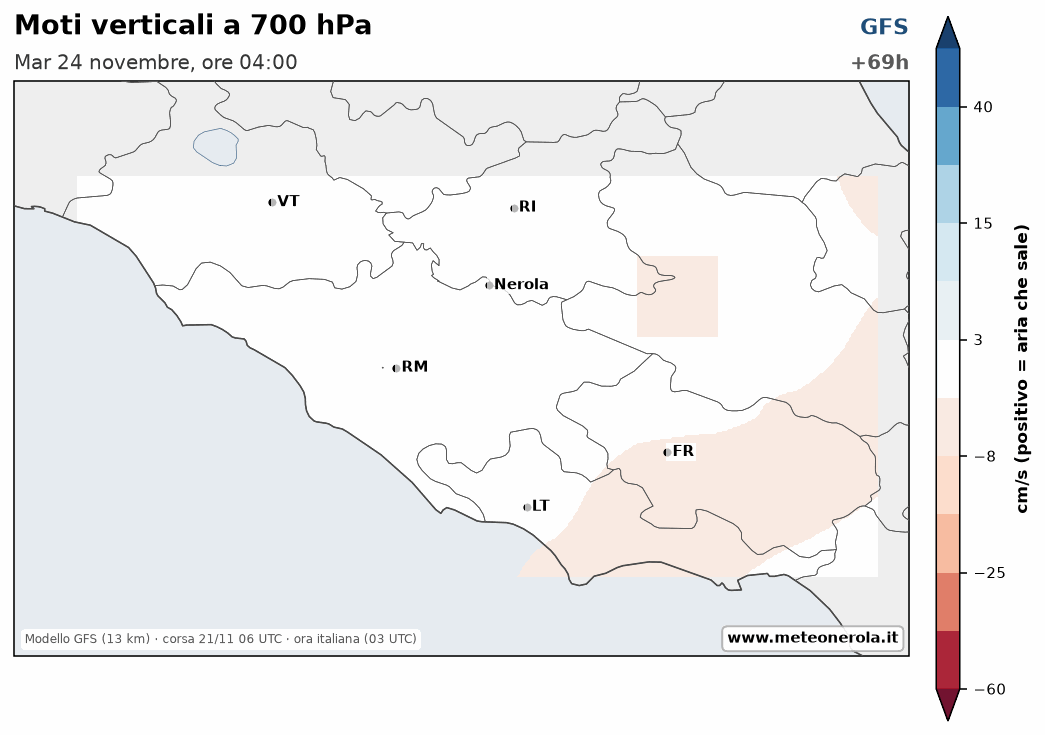 Moti verticali a 700 hPa
GFS
Mar 24 novembre, ore 04:00
+69h
VT
RI
Nerola
RM
FR
LT
40
15
3
−8
−25
−60
cm/s (positivo = aria che sale)
Modello GFS (13 km) · corsa 21/11 06 UTC · ora italiana (03 UTC)
www.meteonerola.it